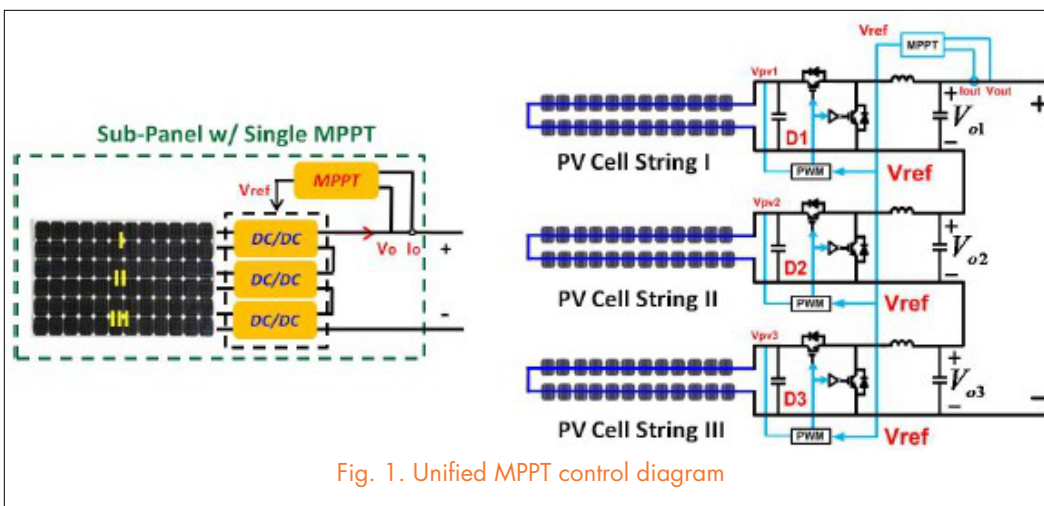 Sub-Panel w/ Single MPPT
MPPT
Vref
DC/DC
DC/DC
DC/DC
Vo Io
+
-
I
II
III
Vref
MPPT
Vpv1
Iout Vout
D1
PWM
Vref
+
Vo1
−
+
PV Cell String I
Vpv2
D2
PWM
Vref
+
Vo2
−
PV Cell String II
Vpv3
D3
PWM
Vref
+
Vo3
−
−
PV Cell String III
Fig. 1. Unified MPPT control diagram